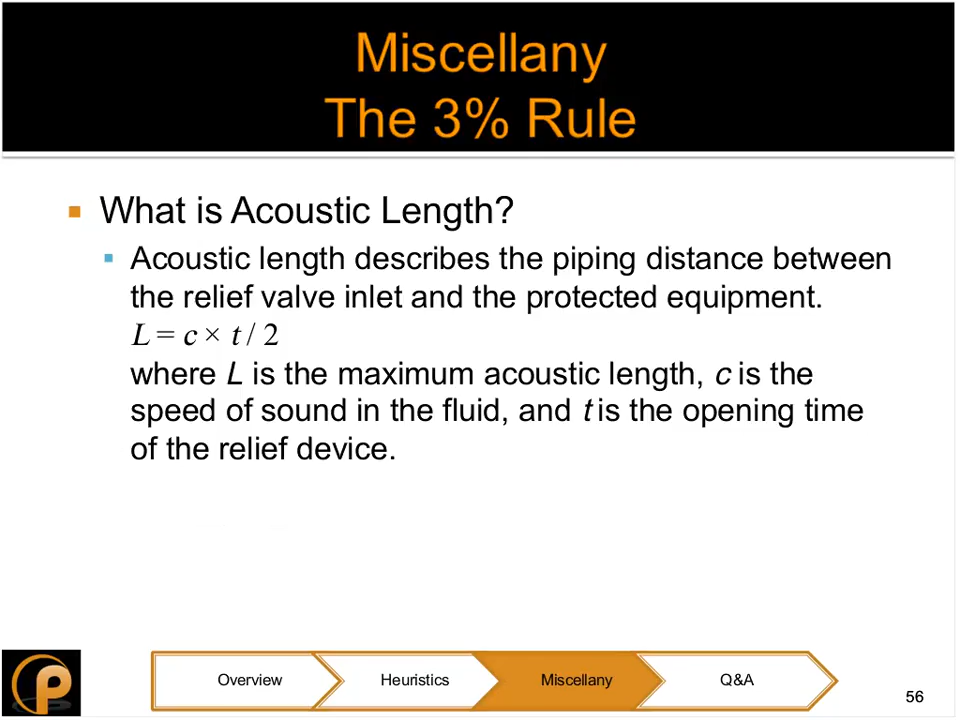 Miscellany
The 3% Rule
What is Acoustic Length?
Acoustic length describes the piping distance between
the relief valve inlet and the protected equipment.
L = c × t / 2
where L is the maximum acoustic length, c is the
speed of sound in the fluid, and t is the opening time
of the relief device.
P
Overview
Heuristics
Miscellany
Q&A
56